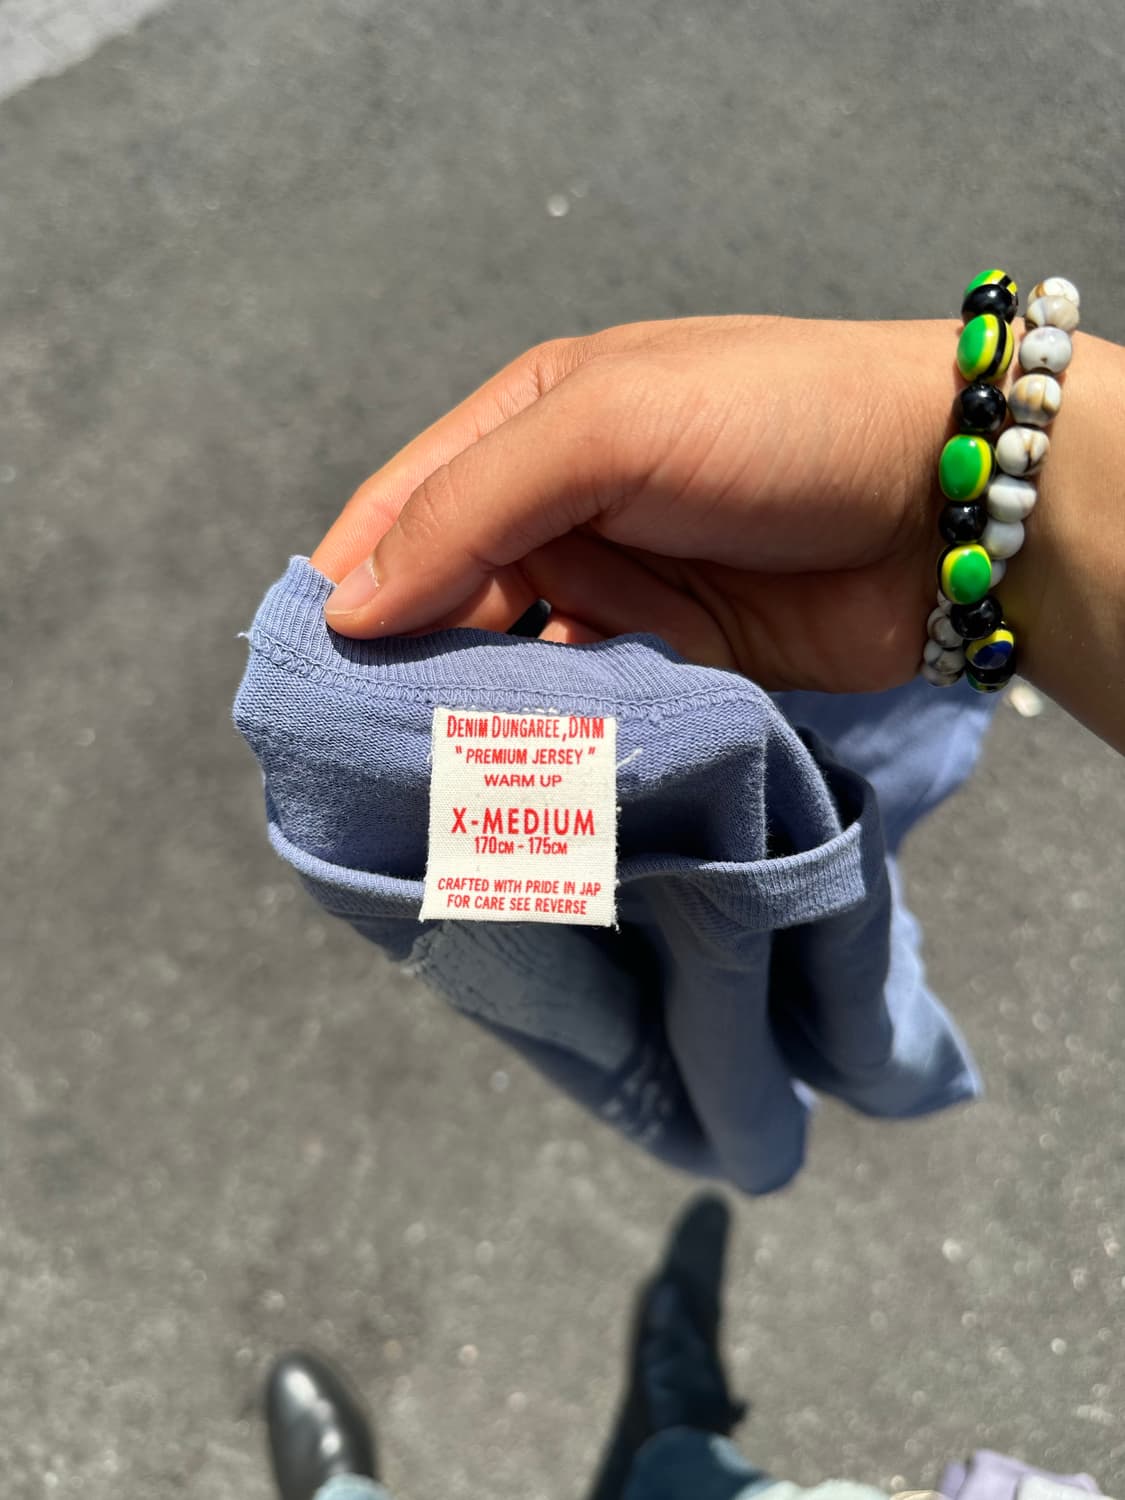 DENIM DUNGAREE,DNM
"PREMIUM JERSEY"
WARM UP
X-MEDIUM
170CM - 175CM
CRAFTED WITH PRIDE IN JAP
FOR CARE SEE REVERSE